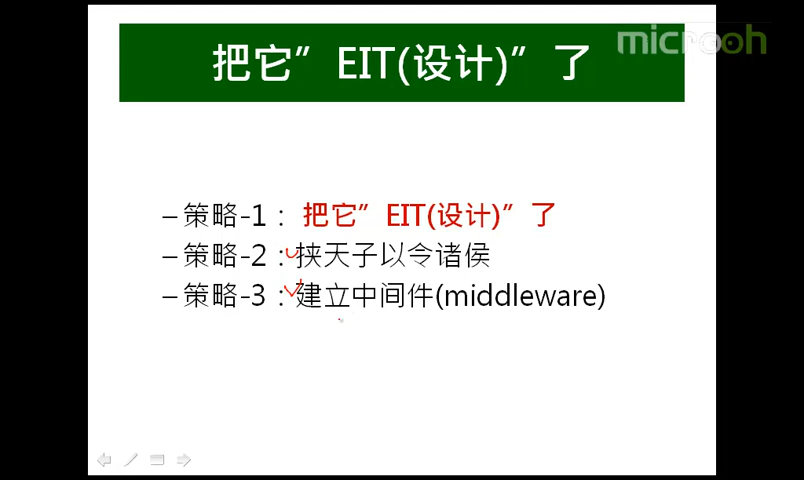 把它”EIT(设计)”了
microoh
–策略-1：把它”EIT(设计)”了
–策略-2：挟天子以令诸侯
–策略-3：建立中间件(middleware)